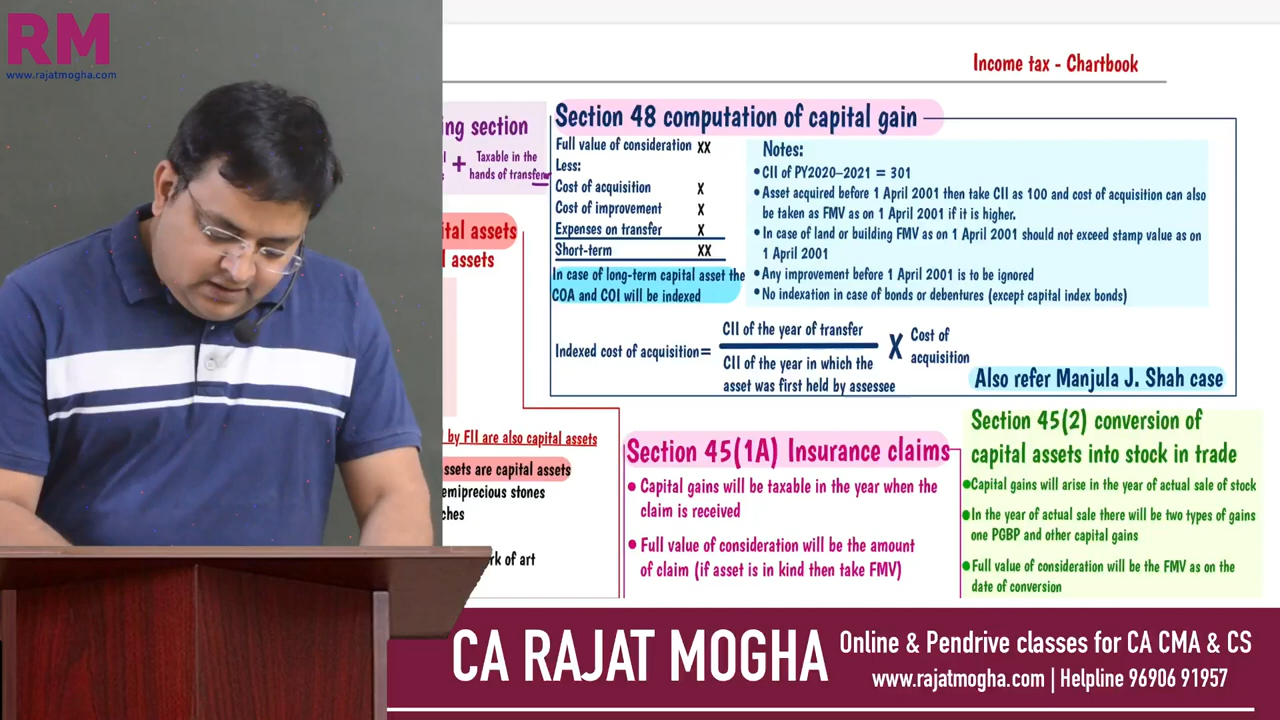 RM
www.rajatmogha.com
Income tax - Chartbook
ing section
+ Taxable in the
hands of transfer
ital assets
l assets
by FII are also capital assets
ssets are capital assets
emiprecious stones
ches
rk of art
Section 48 computation of capital gain
Full value of consideration XX
Less:
Cost of acquisition X
Cost of improvement X
Expenses on transfer X
Short-term XX
In case of long-term capital asset the
COA and COI will be indexed
Notes:
• CII of PY2020–2021 = 301
• Asset acquired before 1 April 2001 then take CII as 100 and cost of acquisition can also
be taken as FMV as on 1 April 2001 if it is higher.
• In case of land or building FMV as on 1 April 2001 should not exceed stamp value as on
1 April 2001
• Any improvement before 1 April 2001 is to be ignored
• No indexation in case of bonds or debentures (except capital index bonds)
Indexed cost of acquisition=
CII of the year of transfer
CII of the year in which the
asset was first held by assessee
X
Cost of
acquisition
Also refer Manjula J. Shah case
Section 45(1A) Insurance claims
• Capital gains will be taxable in the year when the
claim is received
• Full value of consideration will be the amount
of claim (if asset is in kind then take FMV)
Section 45(2) conversion of
capital assets into stock in trade
• Capital gains will arise in the year of actual sale of stock
• In the year of actual sale there will be two types of gains
one PGBP and other capital gains
• Full value of consideration will be the FMV as on the
date of conversion
CA RAJAT MOGHA
Online & Pendrive classes for CA CMA & CS
www.rajatmogha.com | Helpline 96906 91957